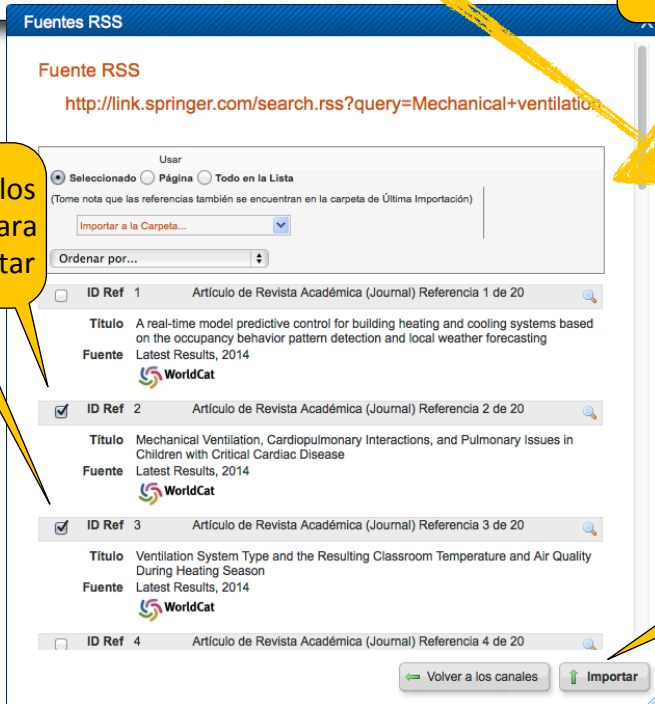 Fuentes RSS
X
Fuente RSS
http://link.springer.com/search.rss?query=Mechanical+ventilation
Usar
Seleccionado Página Todo en la Lista
(Tome nota que las referencias también se encuentran en la carpeta de Última Importación)
Importar a la Carpeta...
Ordenar por...
los
tar
ID Ref 1 Artículo de Revista Académica (Journal) Referencia 1 de 20
Título A real-time model predictive control for building heating and cooling systems based
on the occupancy behavior pattern detection and local weather forecasting
Fuente Latest Results, 2014
WorldCat
ID Ref 2 Artículo de Revista Académica (Journal) Referencia 2 de 20
Título Mechanical Ventilation, Cardiopulmonary Interactions, and Pulmonary Issues in
Children with Critical Cardiac Disease
Fuente Latest Results, 2014
WorldCat
ID Ref 3 Artículo de Revista Académica (Journal) Referencia 3 de 20
Título Ventilation System Type and the Resulting Classroom Temperature and Air Quality
During Heating Season
Fuente Latest Results, 2014
WorldCat
ID Ref 4 Artículo de Revista Académica (Journal) Referencia 4 de 20
Volver a los canales Importar